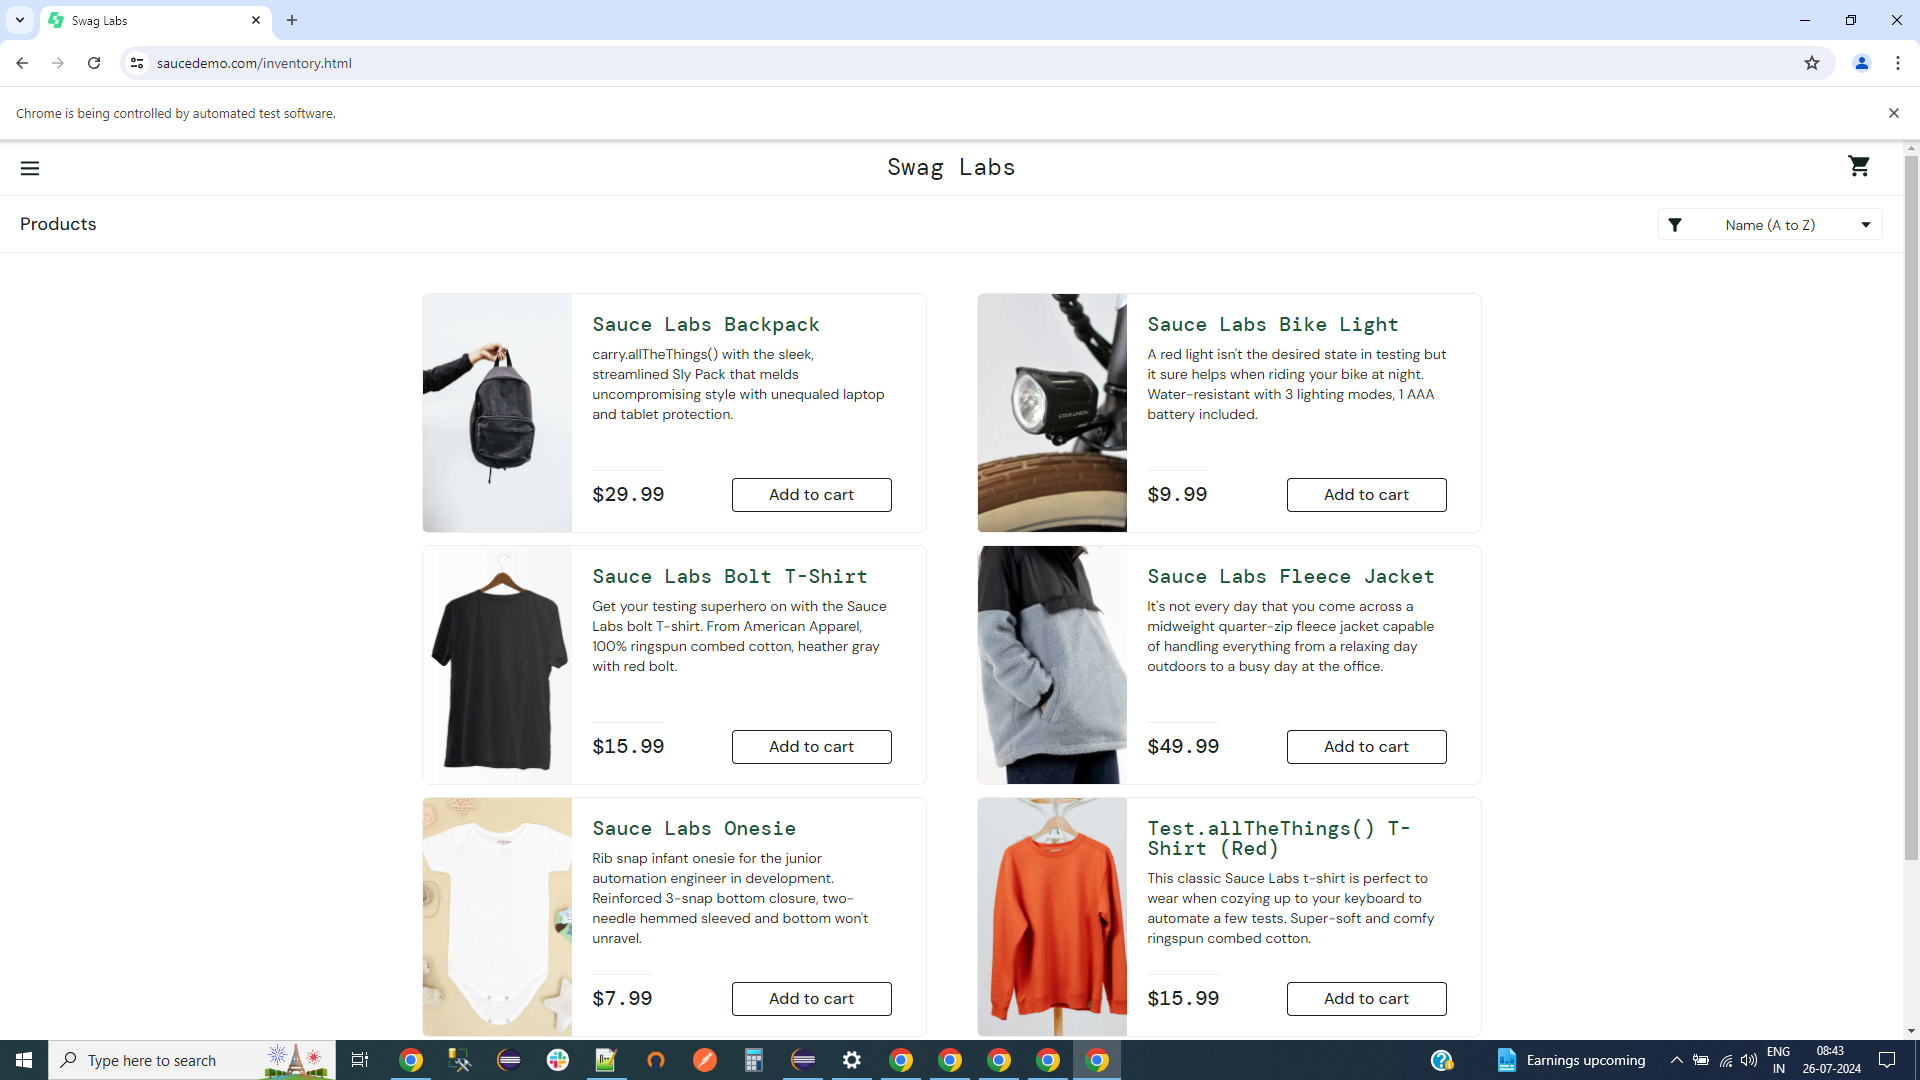 Swag Labs
saucedemo.com/inventory.html
Chrome is being controlled by automated test software.
Swag Labs
Products
Name (A to Z)
Sauce Labs Backpack
carry.allTheThings() with the sleek,
streamlined Sly Pack that melds
uncompromising style with unequaled laptop
and tablet protection.
$29.99
Add to cart
Sauce Labs Bike Light
A red light isn't the desired state in testing but
it sure helps when riding your bike at night.
Water-resistant with 3 lighting modes, 1 AAA
battery included.
$9.99
Add to cart
STAR UNION
Sauce Labs Bolt T-Shirt
Get your testing superhero on with the Sauce
Labs bolt T-shirt. From American Apparel,
100% ringspun combed cotton, heather gray
with red bolt.
$15.99
Add to cart
Sauce Labs Fleece Jacket
It's not every day that you come across a
midweight quarter-zip fleece jacket capable
of handling everything from a relaxing day
outdoors to a busy day at the office.
$49.99
Add to cart
Sauce Labs Onesie
Rib snap infant onesie for the junior
automation engineer in development.
Reinforced 3-snap bottom closure, two-
needle hemmed sleeved and bottom won't
unravel.
$7.99
Add to cart
Test.allTheThings() T-
Shirt (Red)
This classic Sauce Labs t-shirt is perfect to
wear when cozying up to your keyboard to
automate a few tests. Super-soft and comfy
ringspun combed cotton.
$15.99
Add to cart
Type here to search
Earnings upcoming
ENG
IN
08:43
26-07-2024